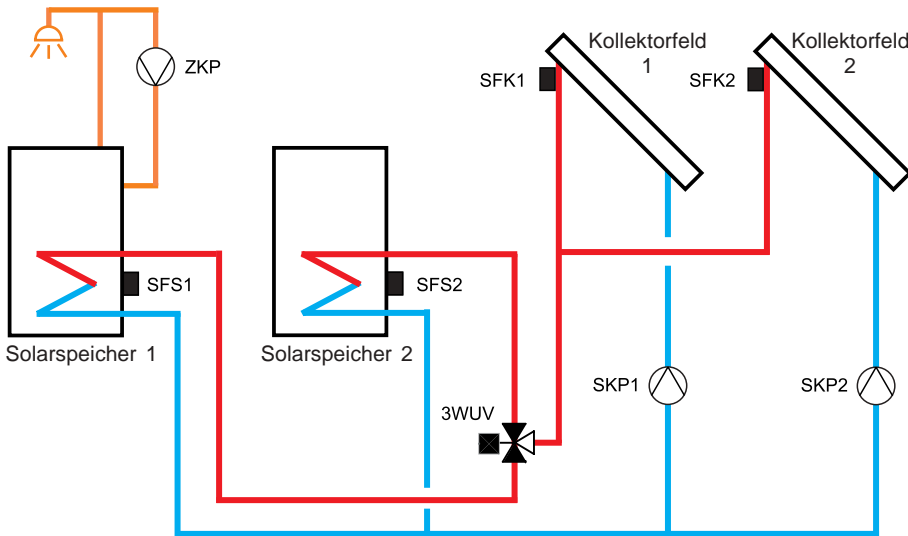 ZKP
SFK1
Kollektorfeld
1
SFK2
Kollektorfeld
2
SFS1
SFS2
Solarspeicher 1
Solarspeicher 2
SKP1
SKP2
3WUV